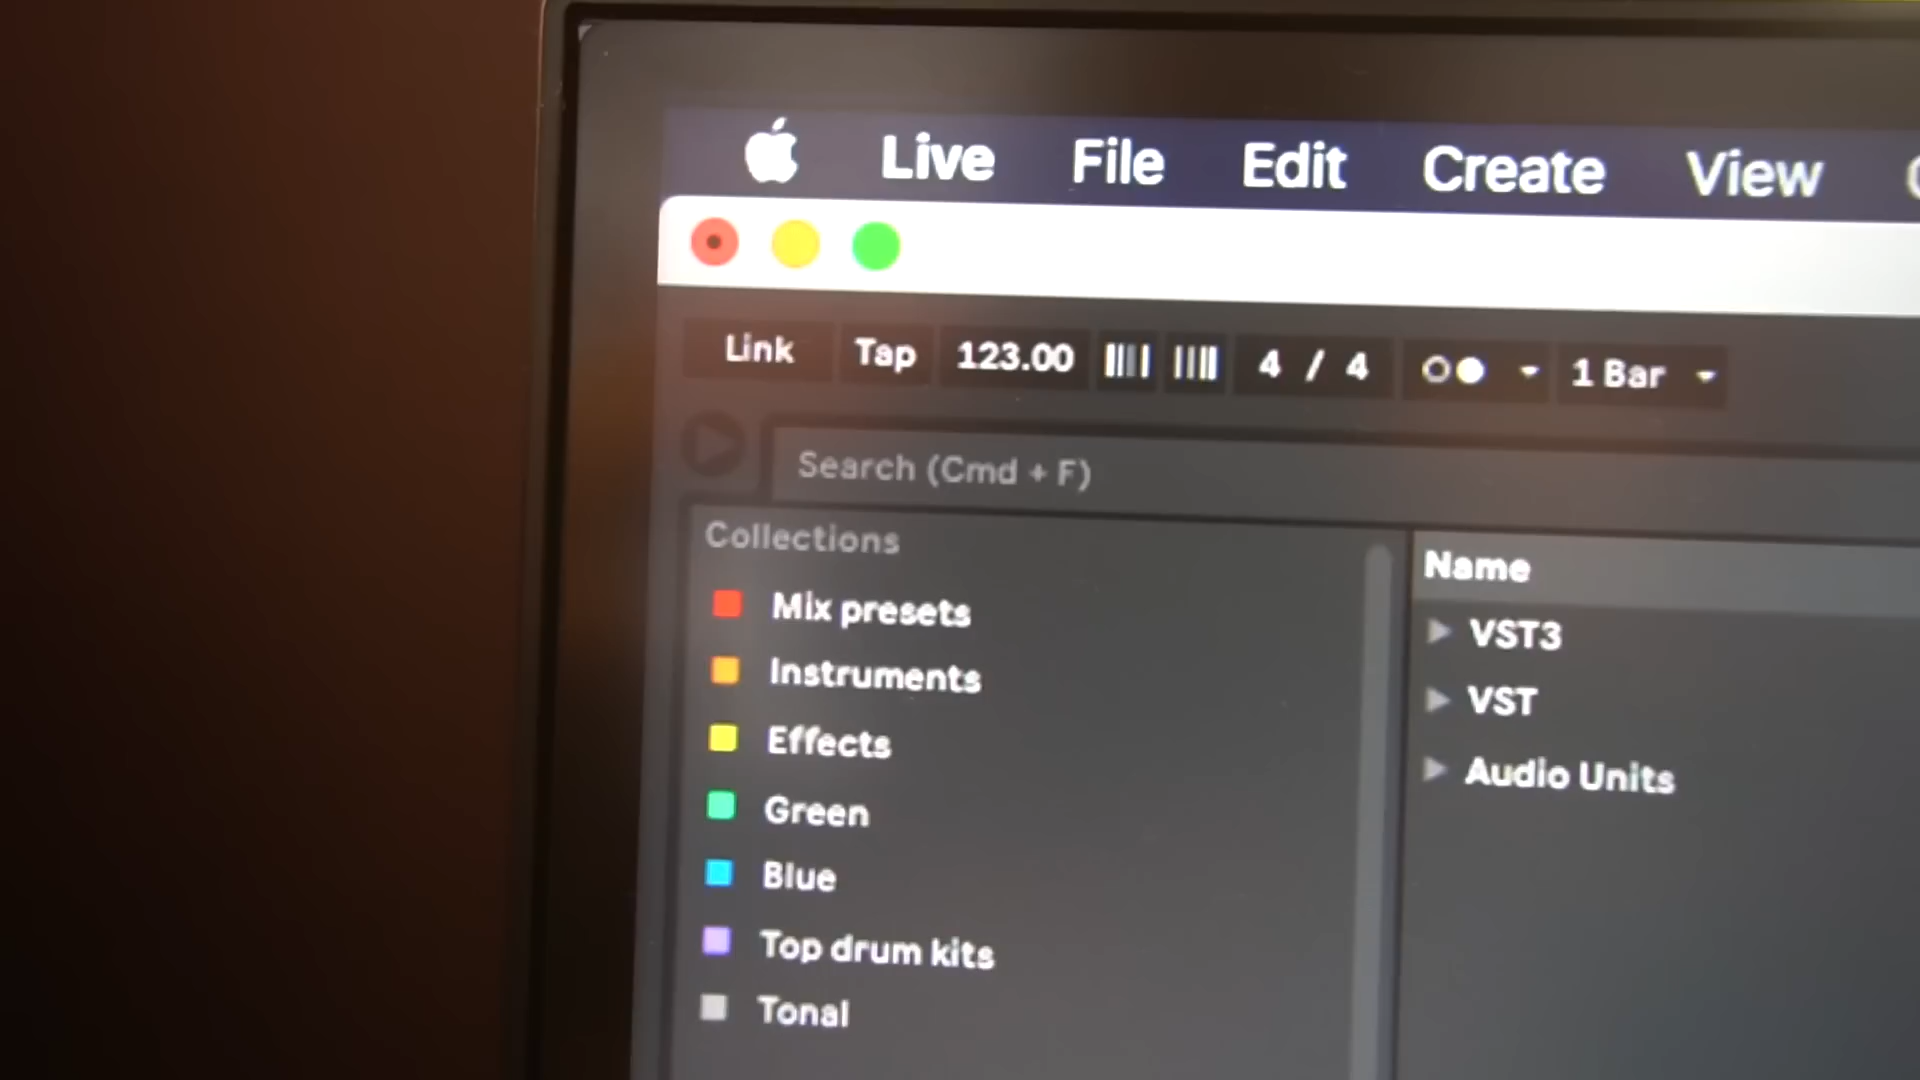 Live File Edit Create View
Link Tap 123.00 4 / 4 1 Bar
Search (Cmd + F)
Collections
Mix presets
Instruments
Effects
Green
Blue
Top drum kits
Tonal
Name
VST3
VST
Audio Units